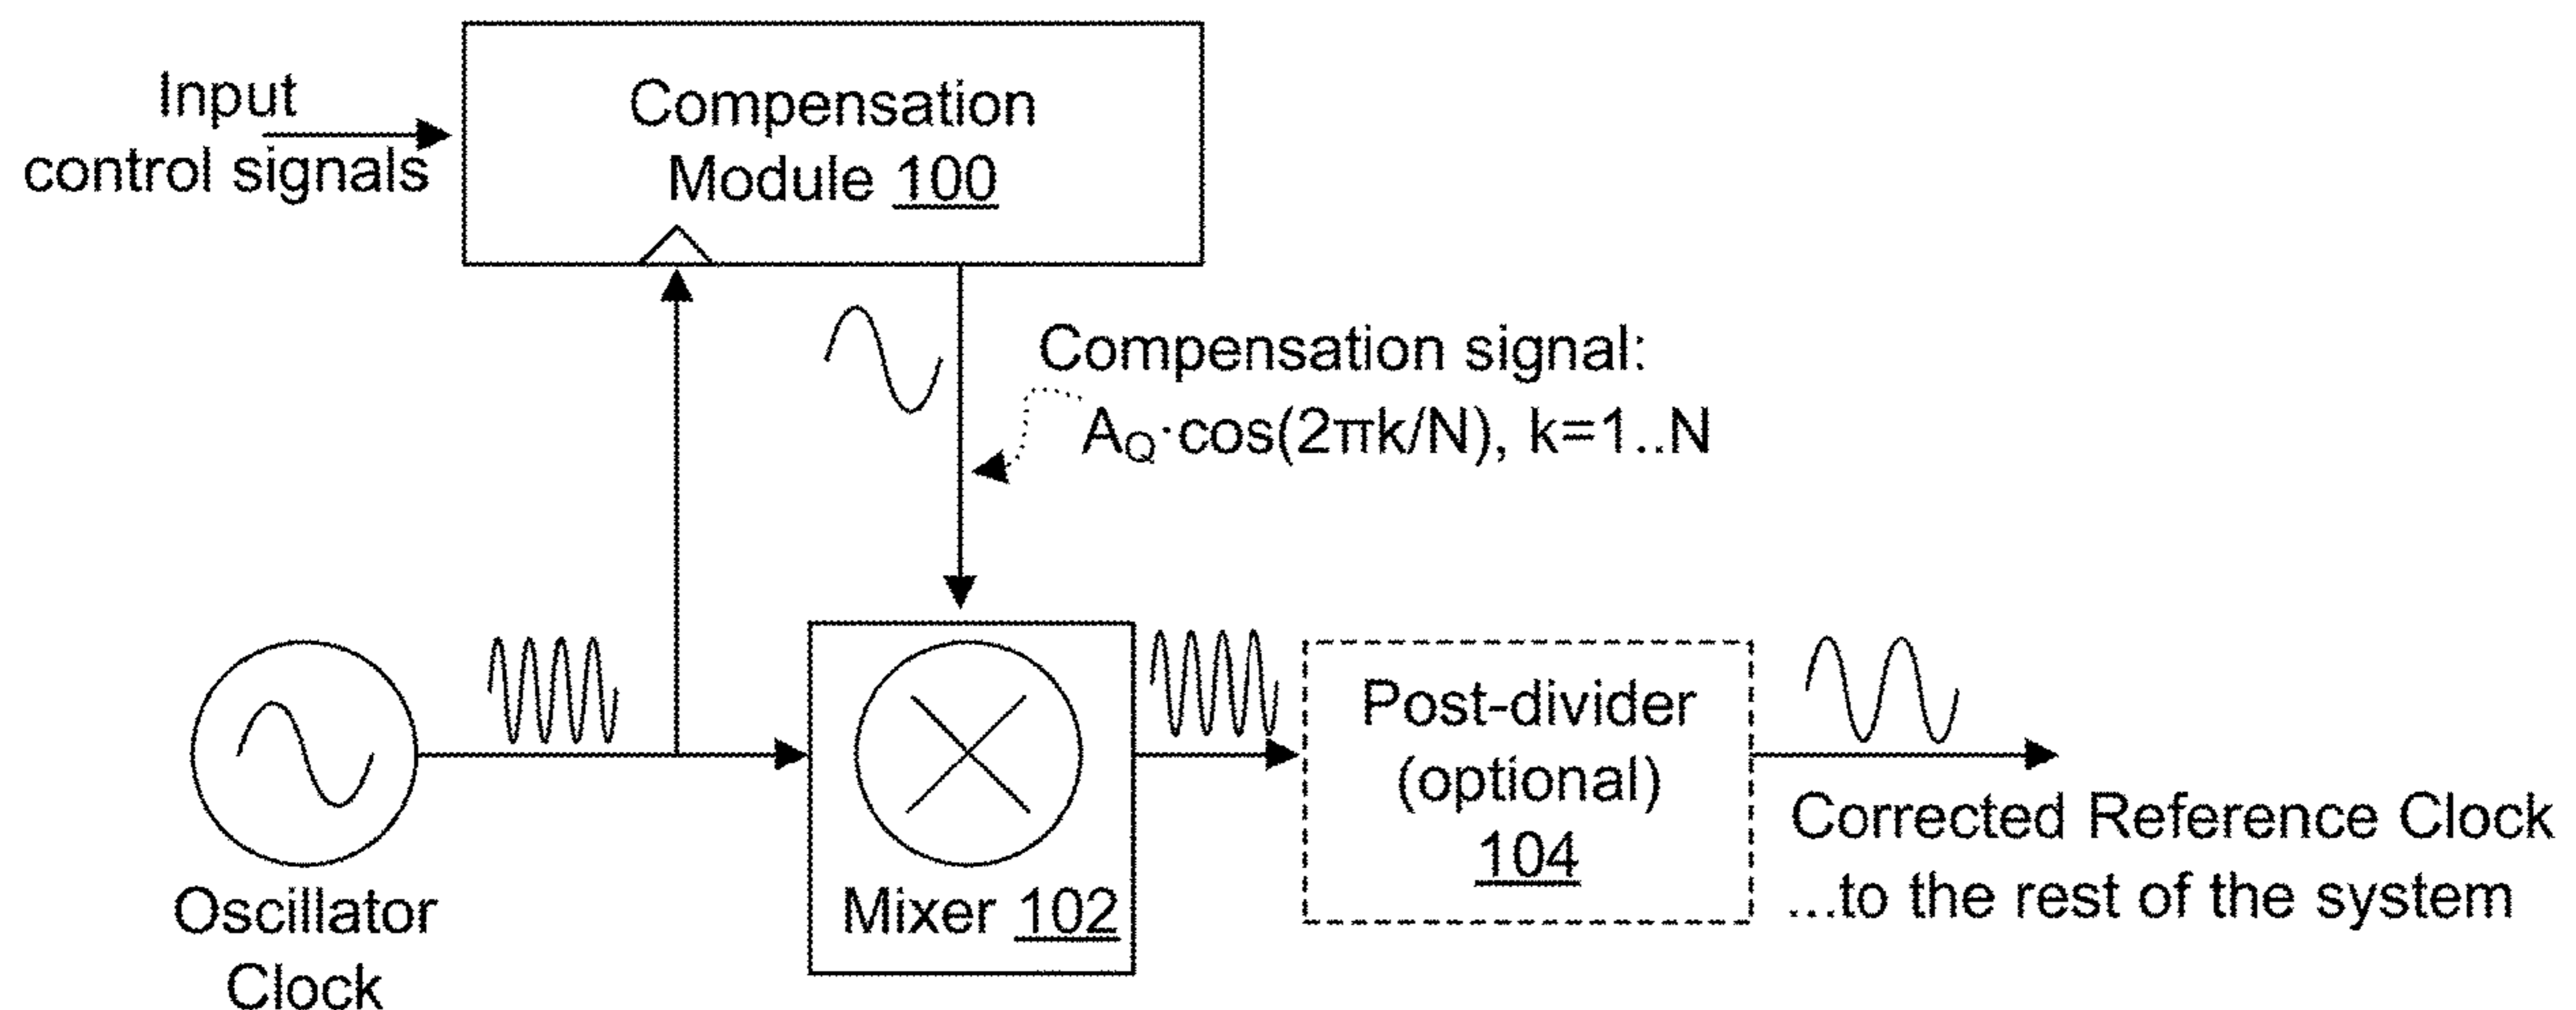 Input
control signals
Compensation
Module 100
Compensation signal:
A_Q·cos(2πk/N), k=1..N
Oscillator
Clock
Mixer 102
Post-divider
(optional)
104
Corrected Reference Clock
...to the rest of the system